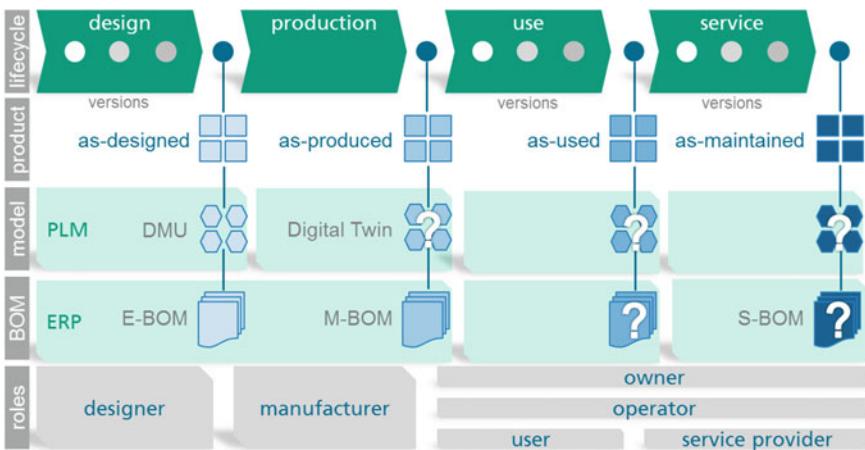 lifecycle
design
production
use
service
versions
versions
versions
product
as-designed
as-produced
as-used
as-maintained
model
PLM
DMU
Digital Twin
?
?
?
BOM
ERP
E-BOM
M-BOM
?
S-BOM
?
roles
designer
manufacturer
owner
operator
user
service provider